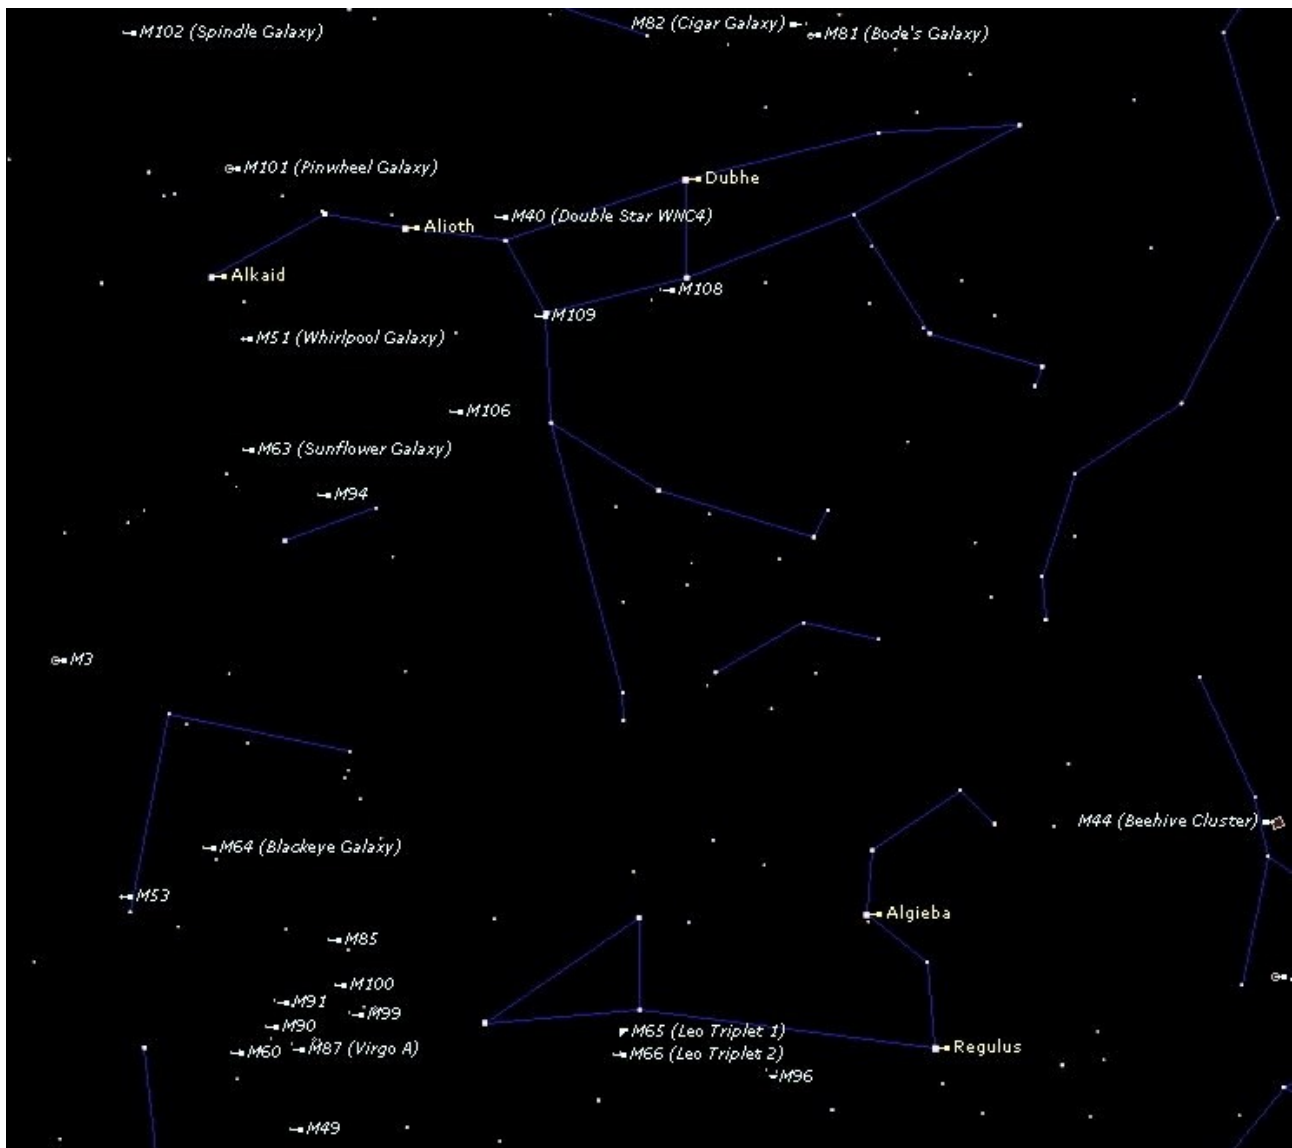 M82 (Cigar Galaxy)
M102 (Spindle Galaxy)
M81 (Bode's Galaxy)
M101 (Pinwheel Galaxy)
Dubhe
M40 (Double Star WNC4)
Alioth
Alkaid
M108
M109
M51 (Whirlpool Galaxy)
M106
M63 (Sunflower Galaxy)
M94
M3
M44 (Beehive Cluster)
M64 (Blackeye Galaxy)
M53
Algieba
M85
M100
M91
M99
M90
M65 (Leo Triplet 1)
M87 (Virgo A)
Regulus
M60
M66 (Leo Triplet 2)
M96
M49